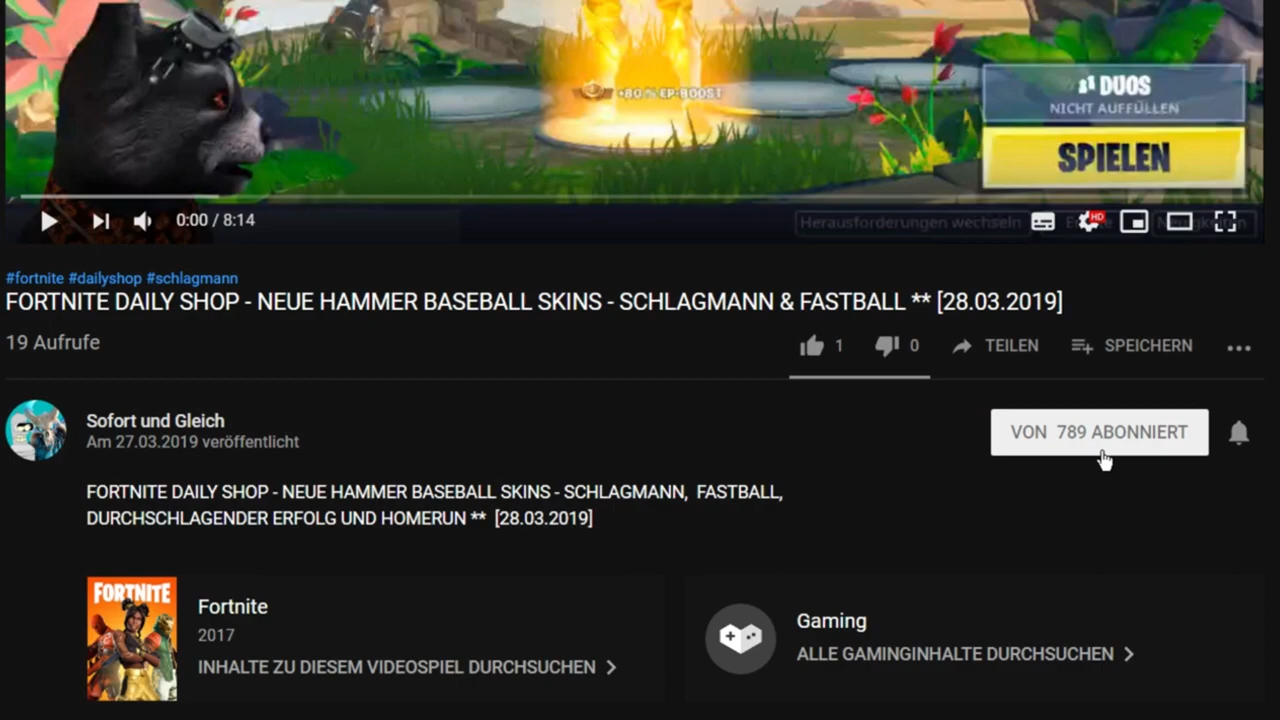 +80 % EP-BOOST
DUOS
NICHT AUFFÜLLEN
SPIELEN
0:00 / 8:14
Herausforderungen wechseln
HD
#fortnite #dailyshop #schlagmann
FORTNITE DAILY SHOP - NEUE HAMMER BASEBALL SKINS - SCHLAGMANN & FASTBALL ** [28.03.2019]
19 Aufrufe
1
0
TEILEN
SPEICHERN
Sofort und Gleich
Am 27.03.2019 veröffentlicht
VON 789 ABONNIERT
FORTNITE DAILY SHOP - NEUE HAMMER BASEBALL SKINS - SCHLAGMANN, FASTBALL,
DURCHSCHLAGENDER ERFOLG UND HOMERUN ** [28.03.2019]
FORTNITE
Fortnite
2017
INHALTE ZU DIESEM VIDEOSPIEL DURCHSUCHEN
Gaming
ALLE GAMINGINHALTE DURCHSUCHEN